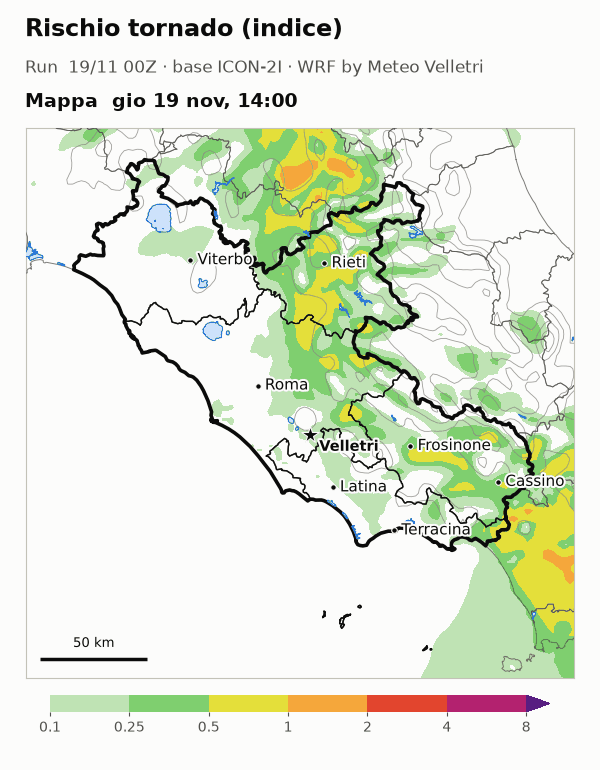 Rischio tornado (indice)
Run 19/11 00Z · base ICON-2I · WRF by Meteo Velletri
Mappa gio 19 nov, 14:00
Viterbo
Rieti
Roma
Velletri
Frosinone
Latina
Cassino
Terracina
50 km
0.1 0.25 0.5 1 2 4 8